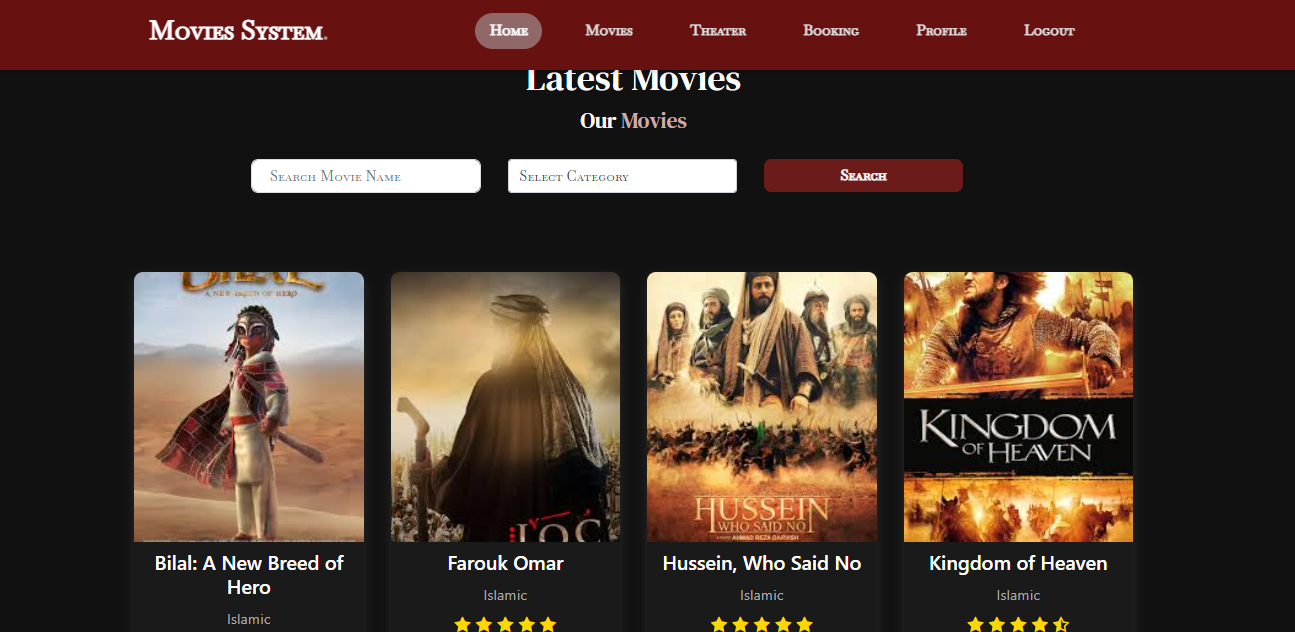 Movies System.
Home Movies Theater Booking Profile Logout
Latest Movies
Our Movies
Search Movie Name
Select Category
Search
BILAL
A NEW BREED OF HERO
HUSSEIN
WHO SAID NO
AHMAD REZA DARVISH
KINGDOM
OF HEAVEN
Bilal: A New Breed of
Hero
Islamic
Farouk Omar
Islamic
Hussein, Who Said No
Islamic
Kingdom of Heaven
Islamic